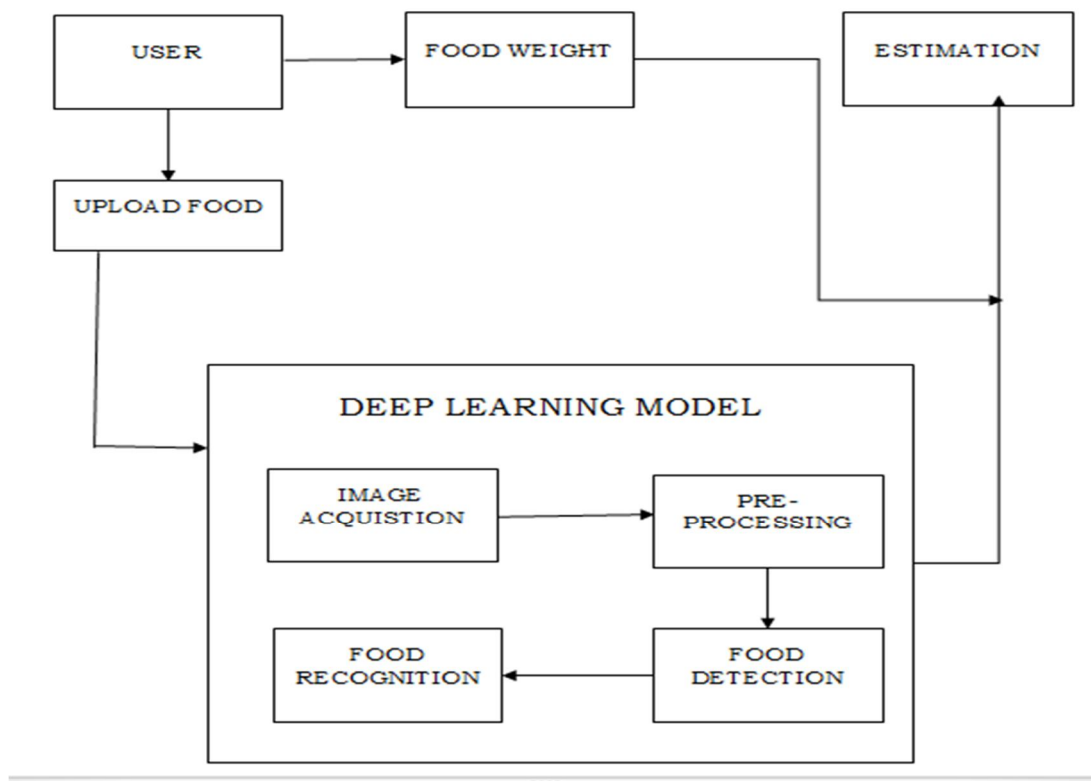 USER
FOOD WEIGHT
ESTIMATION
UPLOAD FOOD
DEEP LEARNING MODEL
IMAGE
ACQUISTION
PRE-
PROCESSING
FOOD
RECOGNITION
FOOD
DETECTION